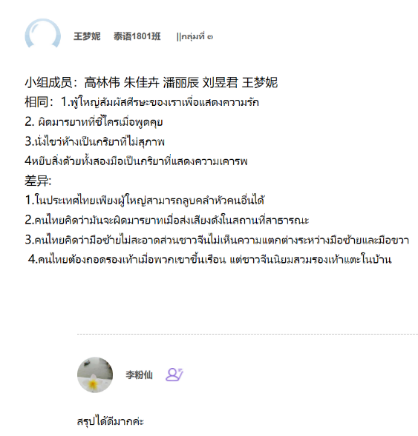 王梦妮 泰语1801班 ||กลุ่มที่ ๓
小组成员：高林伟 朱佳卉 潘丽辰 刘昱君 王梦妮
相同：1.ผู้ใหญ่สัมผัสศีรษะของเราเพื่อแสดงความรัก
2. ผิดมารยาทที่ชี้ใครเมื่อพูดคุย
3.นั่งไขว่ห้างเป็นกริยาที่ไม่สุภาพ
4หยิบสิ่งด้วยทั้งสองมือเป็นกริยาที่แสดงความเคารพ
差异:
1.ในประเทศไทยเพียงผู้ใหญ่สามารถลูบคลำหัวคนอื่นได้
2.คนไทยคิดว่ามันจะผิดมารยาทเมื่อส่งเสียงดังในสถานที่สาธารณะ
3.คนไทยคิดว่ามือซ้ายไม่สะอาดส่วนชาวจีนไม่เห็นความแตกต่างระหว่างมือซ้ายและมือขวา
4.คนไทยต้องถอดรองเท้าเมื่อพวกเขาขึ้นเรือน แต่ชาวจีนนิยมสวมรองเท้าแตะในบ้าน
李粉仙
สรุปได้ดีมากค่ะ